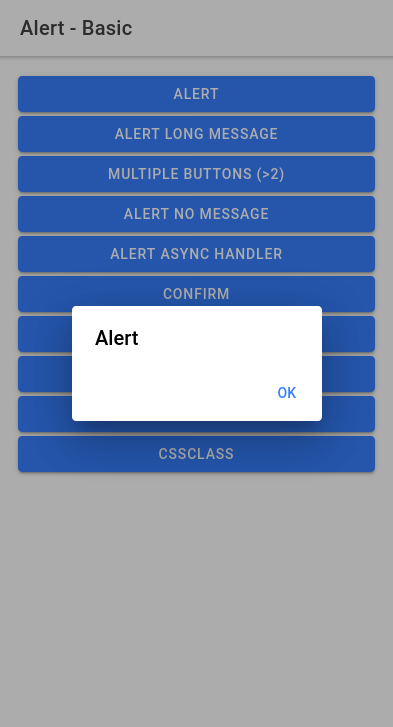 Alert - Basic
ALERT
ALERT LONG MESSAGE
MULTIPLE BUTTONS (>2)
ALERT NO MESSAGE
ALERT ASYNC HANDLER
CONFIRM
Alert
OK
CSSCLASS